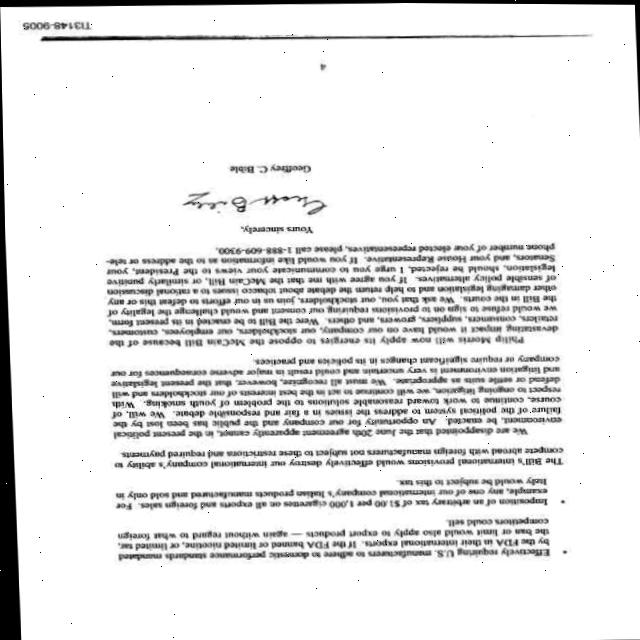 • Effectively requiring U.S. manufacturers to adhere to domestic performance standards mandated
by the FDA in their international exports. If the FDA banned or limited nicotine, or limited tar,
the ban or limit would also apply to export products — again without regard to what foreign
competitors could sell.
• Imposition of an arbitrary tax of $1.00 per 1,000 cigarettes on all exports and foreign sales. For
example, any one of our international company's Italian products manufactured and sold only in
Italy would be subject to this tax.
The Bill's international provisions would effectively destroy our international company's ability to
compete abroad with foreign manufacturers not subject to these restrictions and required payments.
We are disappointed that the June 20th agreement apparently cannot, in the present political
environment, be enacted. An opportunity for our company and the public has been lost by the
failure of the political system to address the issues in a fair and responsible debate. We will, of
course, continue to work toward reasonable solutions to the problem of youth smoking. With
respect to ongoing litigation, we will continue to act in the best interests of our stockholders and will
defend or settle suits as appropriate. We must all recognize, however, that the present legislative
and litigation environment is very uncertain and could result in major adverse consequences for our
company or require significant changes in its policies and practices.
Philip Morris will now apply its energies to oppose the McCain Bill because of the
devastating impact it would have on our company, our stockholders, our employees, customers,
retailers, consumers, suppliers, growers, and others. Were the Bill to be enacted in its present form,
we would refuse to sign on to provisions requiring our consent and would challenge the legality of
the Bill in the courts. We ask that you, our stockholders, join us in our efforts to defeat this or any
other damaging legislation and to help return the debate about tobacco issues to a rational discussion
of sensible policy alternatives. If you agree with me that the McCain Bill, or similarly punitive
legislation, should be rejected, I urge you to communicate your views to the President, your
Senators, and your House Representative. If you would like information as to the address or tele-
phone number of your elected representatives, please call 1-888-609-9300.
Yours sincerely,
Geoffrey C. Bible
4
TI3148-9005